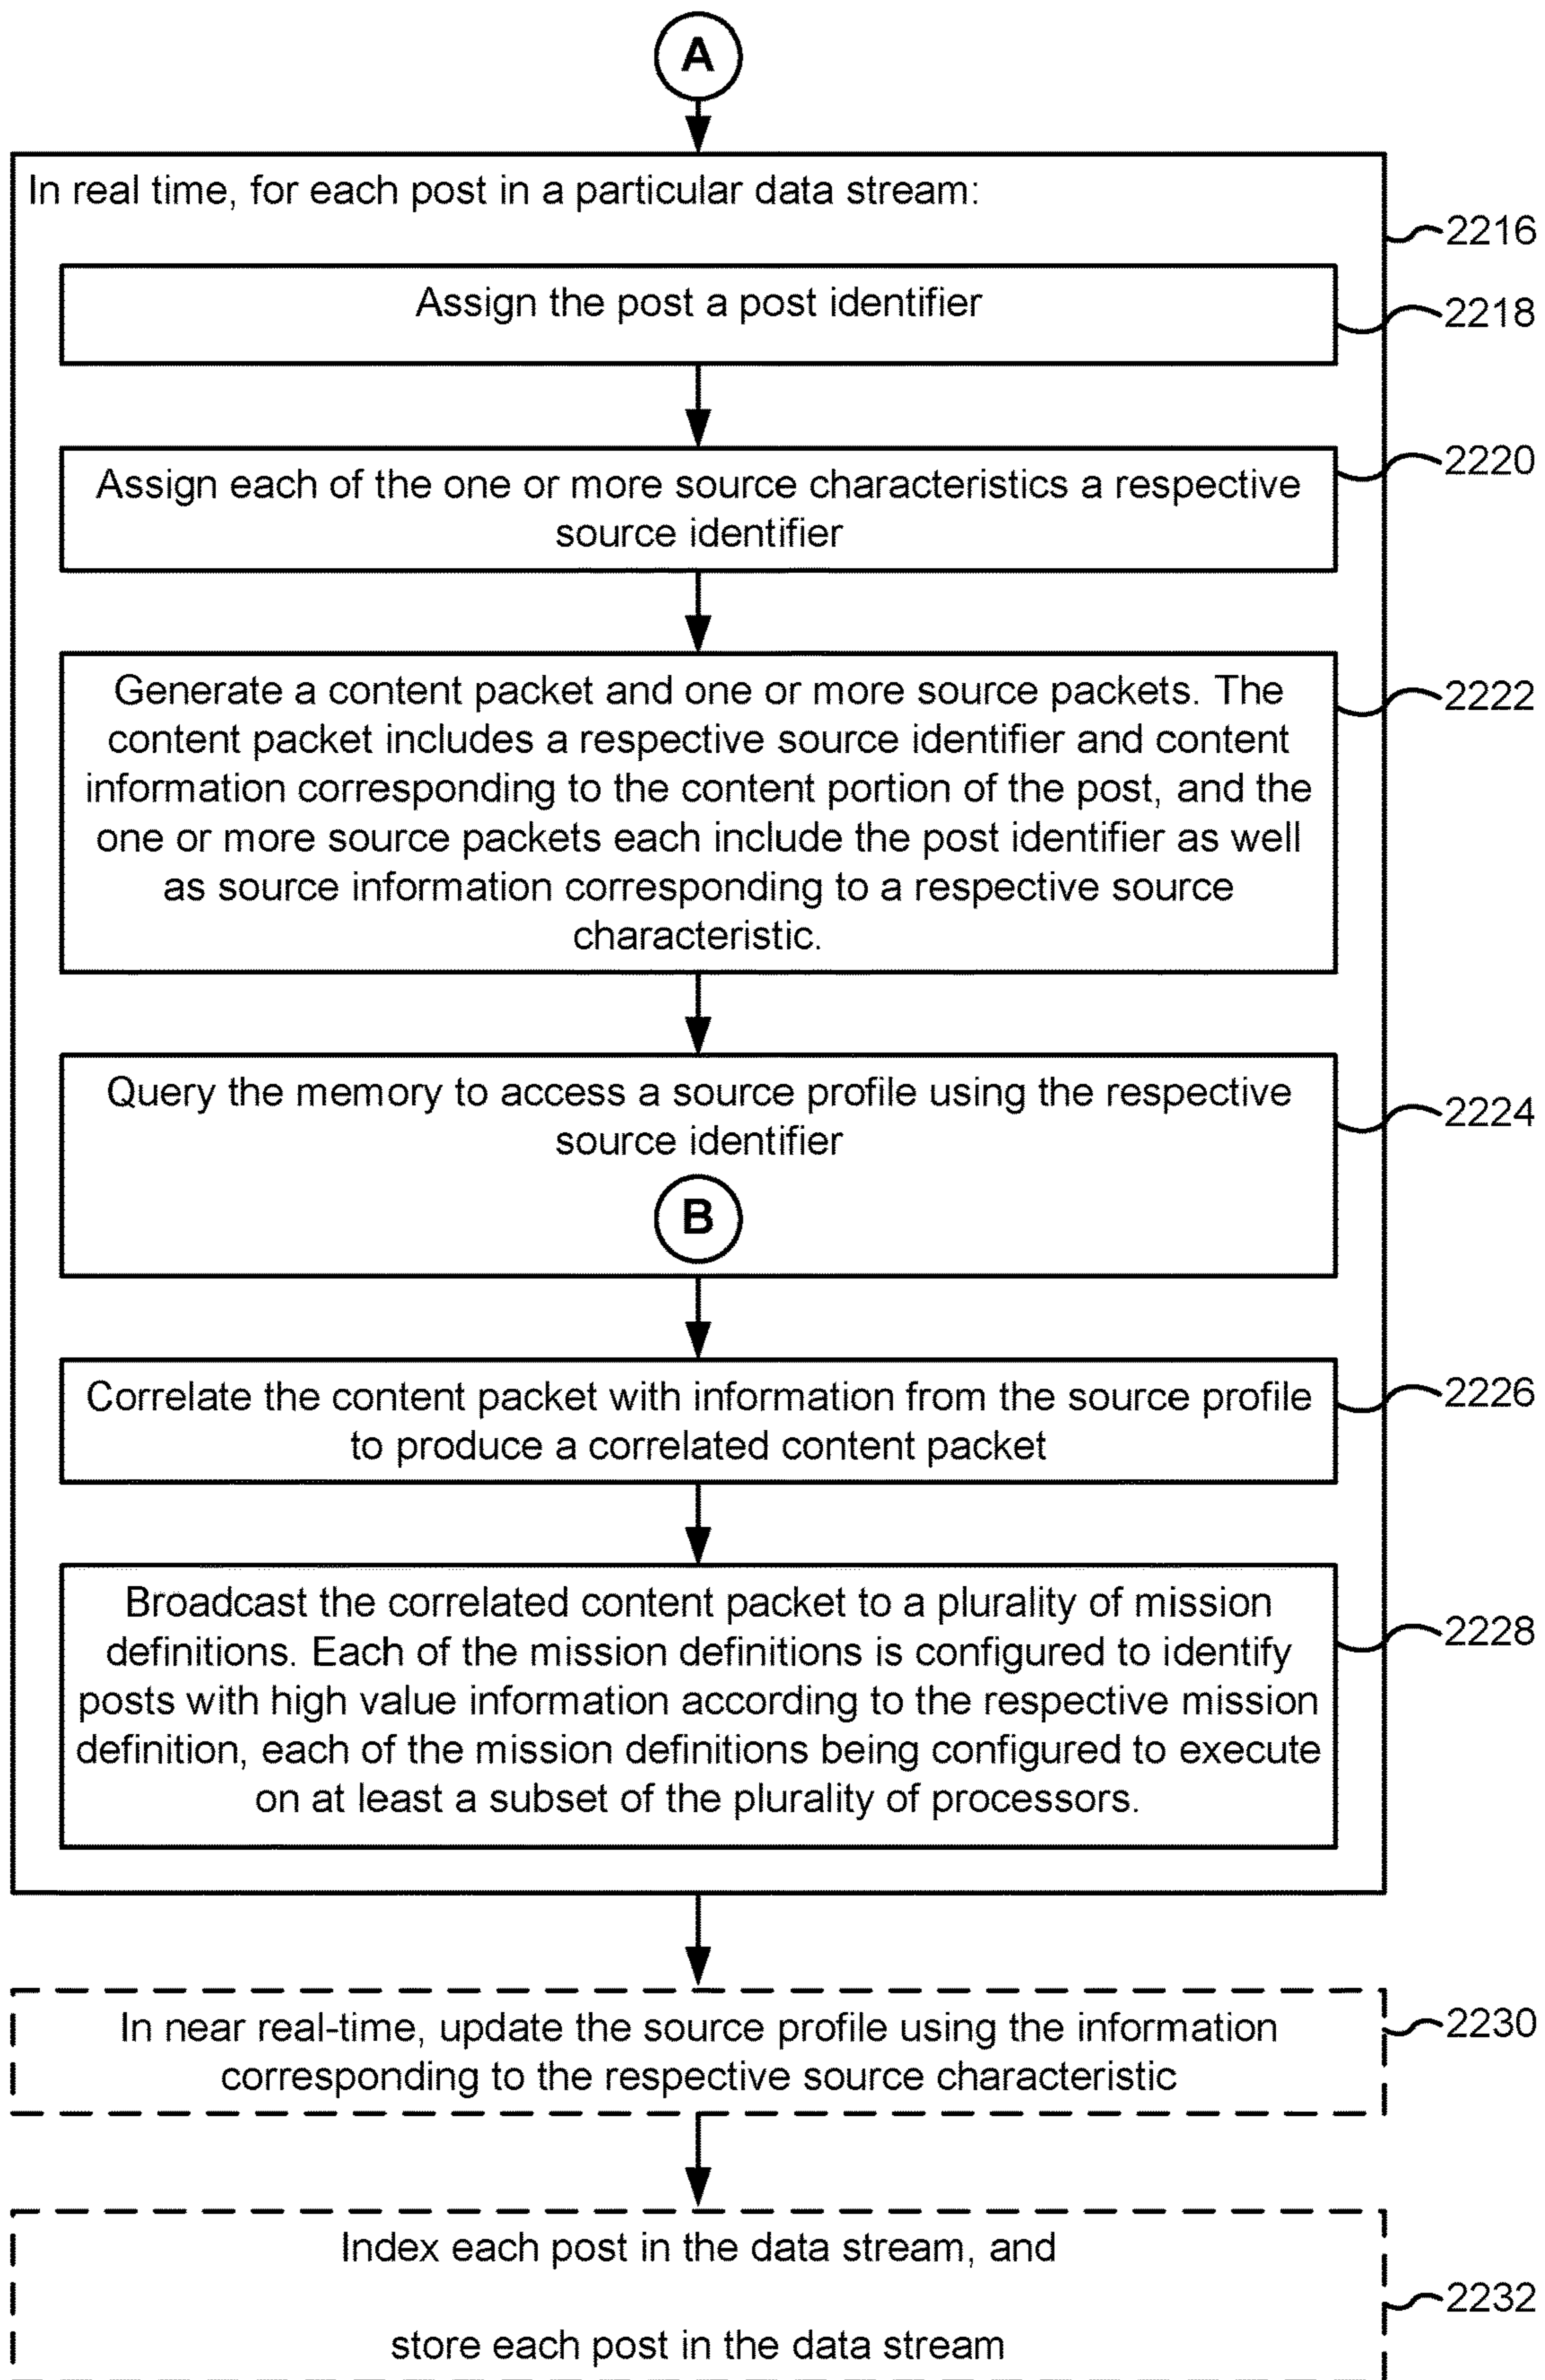 A
In real time, for each post in a particular data stream:
2216
Assign the post a post identifier
2218
Assign each of the one or more source characteristics a respective
source identifier
2220
Generate a content packet and one or more source packets. The
content packet includes a respective source identifier and content
information corresponding to the content portion of the post, and the
one or more source packets each include the post identifier as well
as source information corresponding to a respective source
characteristic.
2222
Query the memory to access a source profile using the respective
source identifier
2224
B
Correlate the content packet with information from the source profile
to produce a correlated content packet
2226
Broadcast the correlated content packet to a plurality of mission
definitions. Each of the mission definitions is configured to identify
posts with high value information according to the respective mission
definition, each of the mission definitions being configured to execute
on at least a subset of the plurality of processors.
2228
In near real-time, update the source profile using the information
corresponding to the respective source characteristic
2230
Index each post in the data stream, and
store each post in the data stream
2232